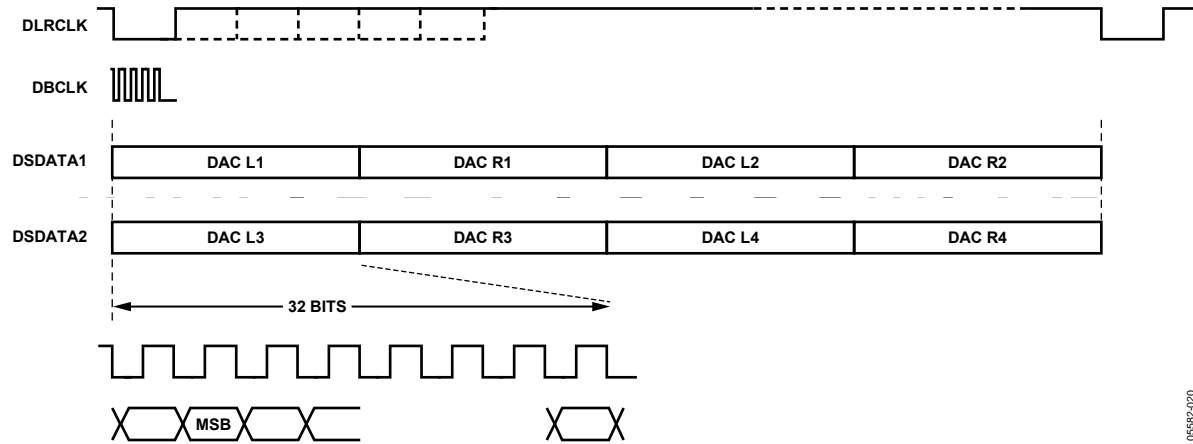 DLRCLK
DBCLK
DSDATA1 DAC L1 DAC R1 DAC L2 DAC R2
DSDATA2 DAC L3 DAC R3 DAC L4 DAC R4
32 BITS
MSB
05582-020